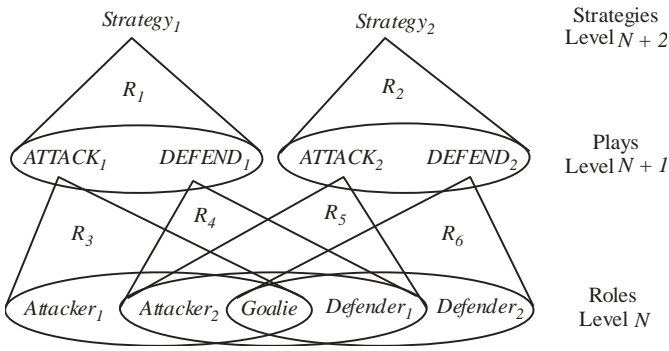 Strategy₁ Strategy₂ Strategies
Level N + 2
R₁ R₂
ATTACK₁ DEFEND₁ ATTACK₂ DEFEND₂ Plays
Level N + 1
R₃ R₄ R₅ R₆
Attacker₁ Attacker₂ Goalie Defender₁ Defender₂ Roles
Level N